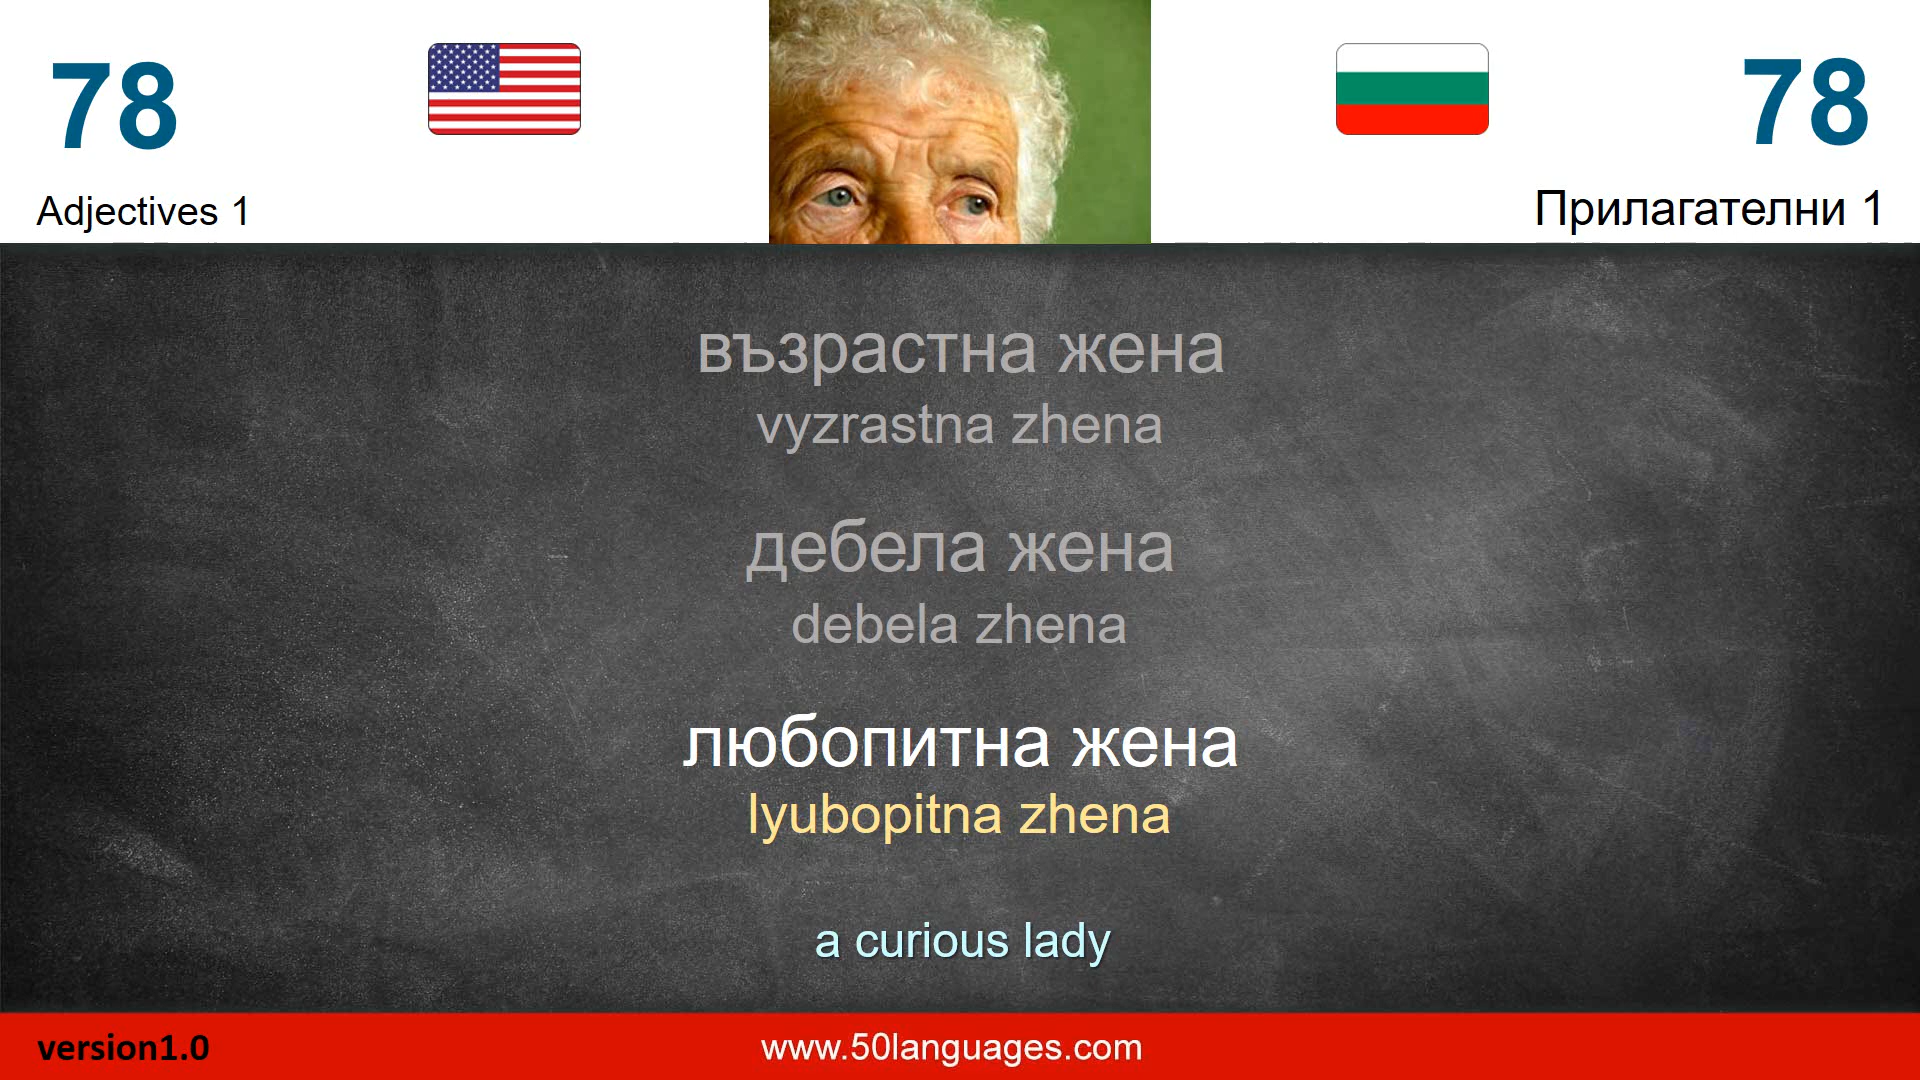 78
78
Adjectives 1
Прилагателни 1
възрастна жена
vyzrastna zhena
дебела жена
debela zhena
любопитна жена
lyubopitna zhena
a curious lady
version1.0
www.50languages.com